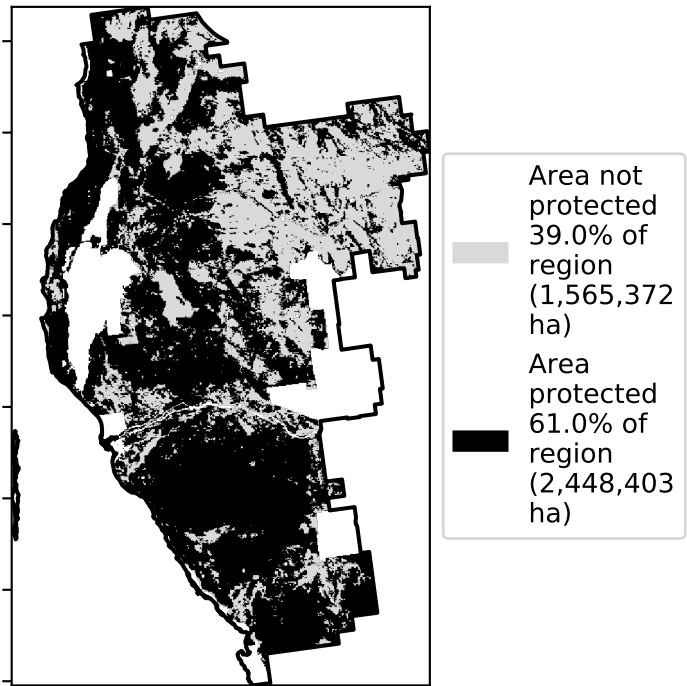 Area not
protected
39.0% of
region
(1,565,372
ha)
Area
protected
61.0% of
region
(2,448,403
ha)